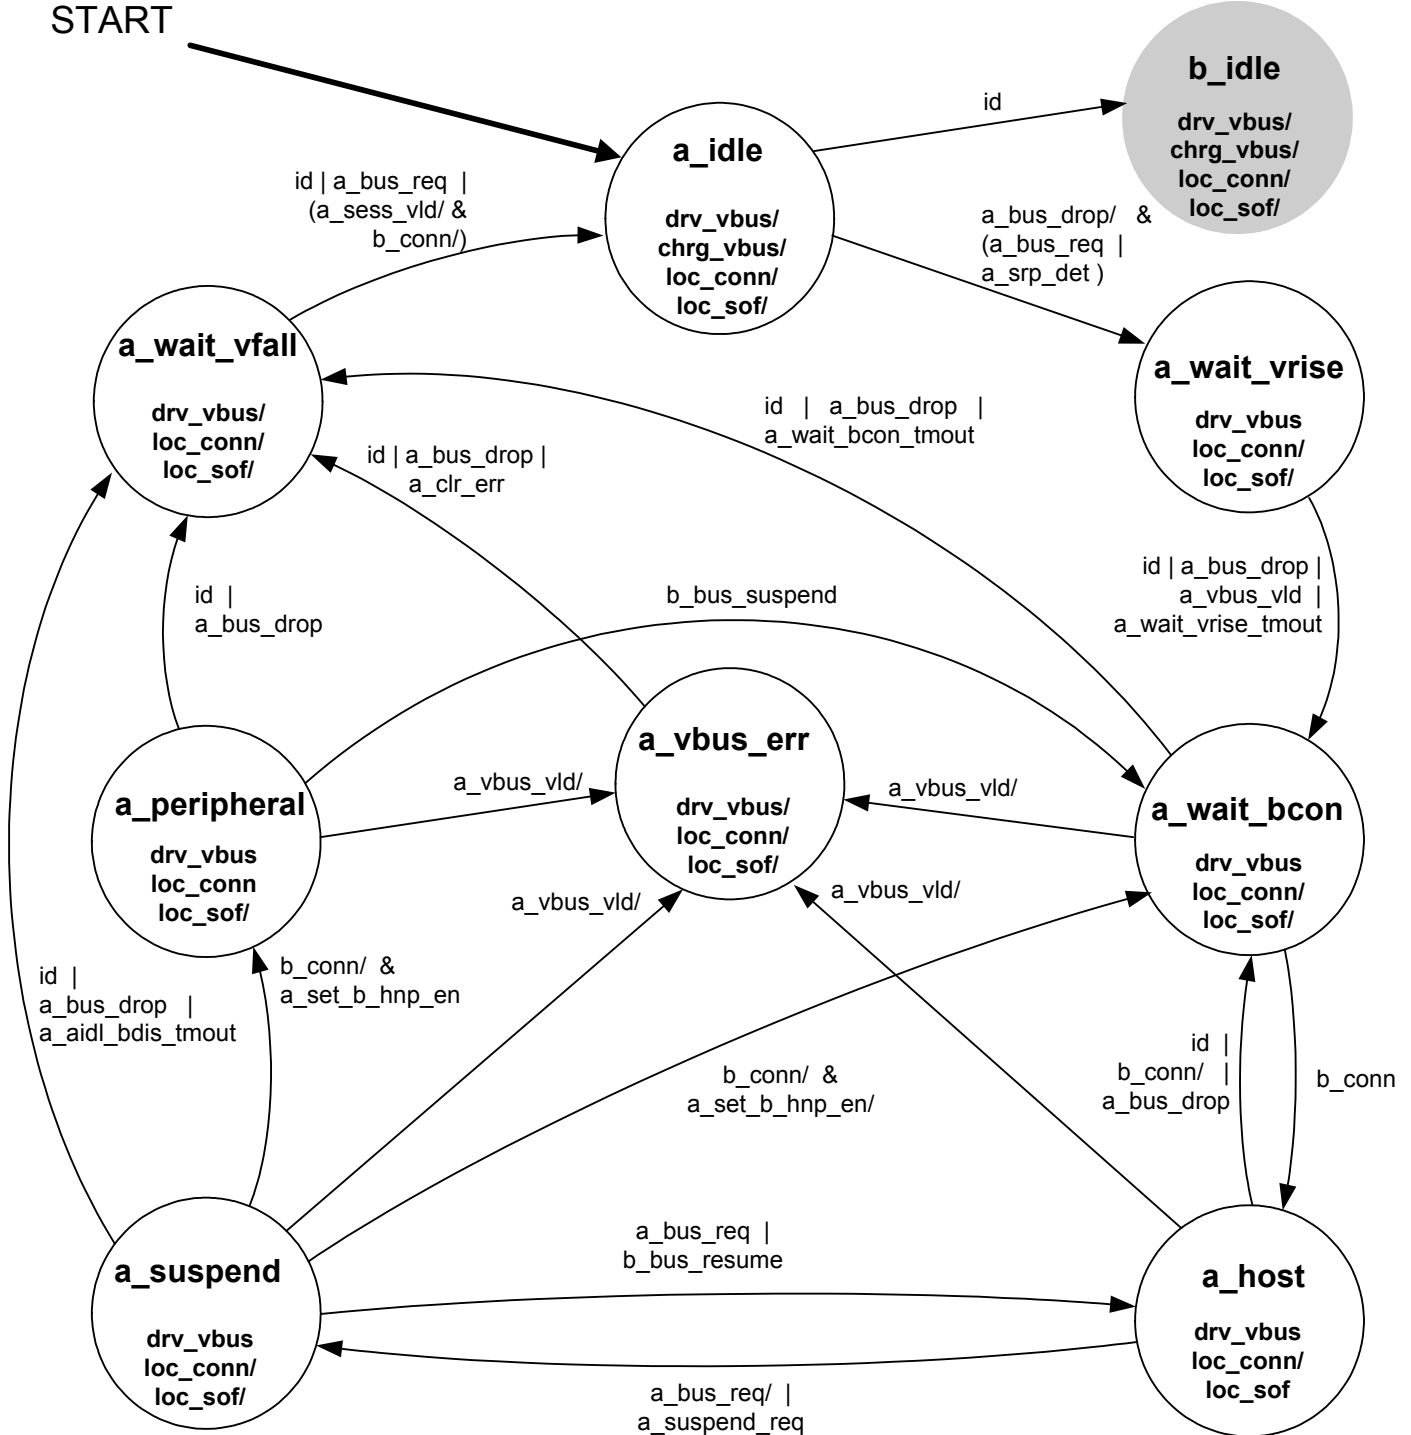 START
b_idle
drv_vbus/
chrg_vbus/
loc_conn/
loc_sof/
id
a_idle
drv_vbus/
chrg_vbus/
loc_conn/
loc_sof/
id | a_bus_req |
(a_sess_vld/ &
b_conn/)
a_bus_drop/ &
(a_bus_req |
a_srp_det )
a_wait_vfall
drv_vbus/
loc_conn/
loc_sof/
a_wait_vrise
drv_vbus
loc_conn/
loc_sof/
id | a_bus_drop |
a_wait_bcon_tmout
id | a_bus_drop |
a_clr_err
id | a_bus_drop |
a_vbus_vld |
a_wait_vrise_tmout
id |
a_bus_drop
b_bus_suspend
a_vbus_err
drv_vbus/
loc_conn/
loc_sof/
a_peripheral
drv_vbus
loc_conn
loc_sof/
a_vbus_vld/
a_vbus_vld/
a_wait_bcon
drv_vbus
loc_conn/
loc_sof/
a_vbus_vld/
a_vbus_vld/
id |
a_bus_drop |
a_aidl_bdis_tmout
b_conn/ &
a_set_b_hnp_en
b_conn/ &
a_set_b_hnp_en/
id |
b_conn/ |
a_bus_drop
b_conn
a_suspend
drv_vbus
loc_conn/
loc_sof/
a_bus_req |
b_bus_resume
a_host
drv_vbus
loc_conn/
loc_sof
a_bus_req/ |
a_suspend_req